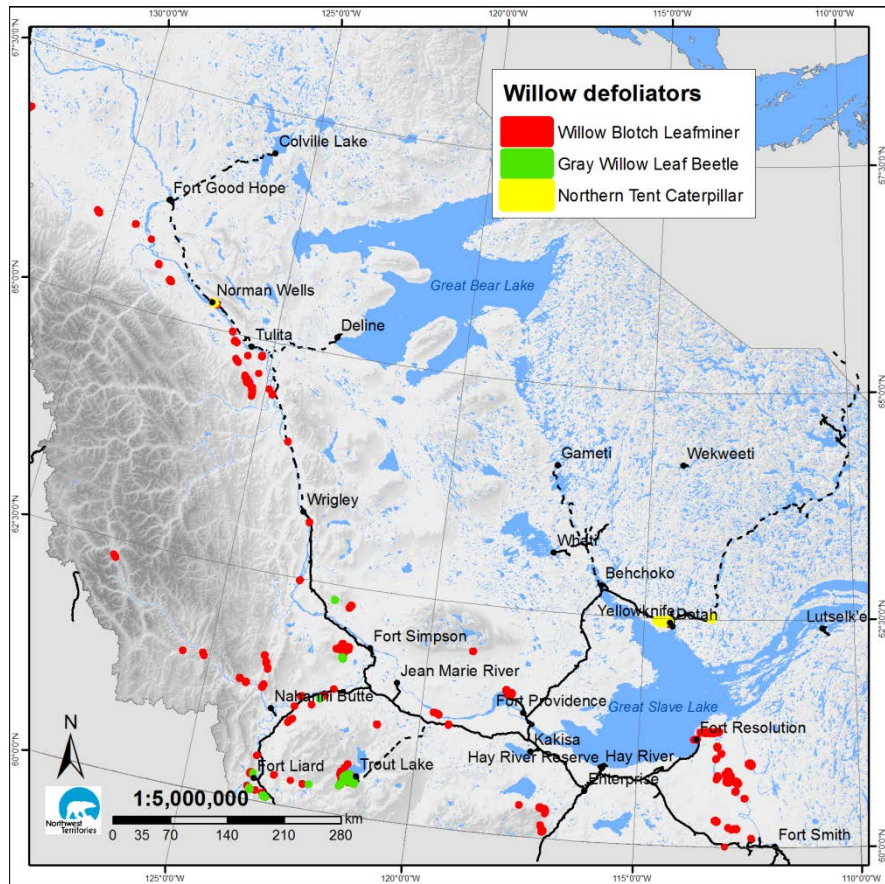 130°0'0"W
125°0'0"W
120°0'0"W
115°0'0"W
110°0'0"W
67°30'0"N
Willow defoliators
Willow Blotch Leafminer
Gray Willow Leaf Beetle
Northern Tent Caterpillar
Colville Lake
67°30'0"N
Fort Good Hope
65°0'0"N
Norman Wells
Great Bear Lake
Tulita
Deline
65°0'0"N
Gameti
Wekweeti
Wrigley
62°30'0"N
Whati
Behchoko
Yellowknife
Detah
Lutselk'e
62°30'0"N
Fort Simpson
Jean Marie River
Nahanni Butte
Fort Providence
Great Slave Lake
Fort Resolution
Kakisa
N
60°0'0"N
Fort Liard
Trout Lake
Hay River Reserve
Hay River
Enterprise
1:5,000,000
km
0 35 70 140 210 280
Northwest
Territories
Fort Smith
60°0'0"N
125°0'0"W
120°0'0"W
115°0'0"W
110°0'0"W